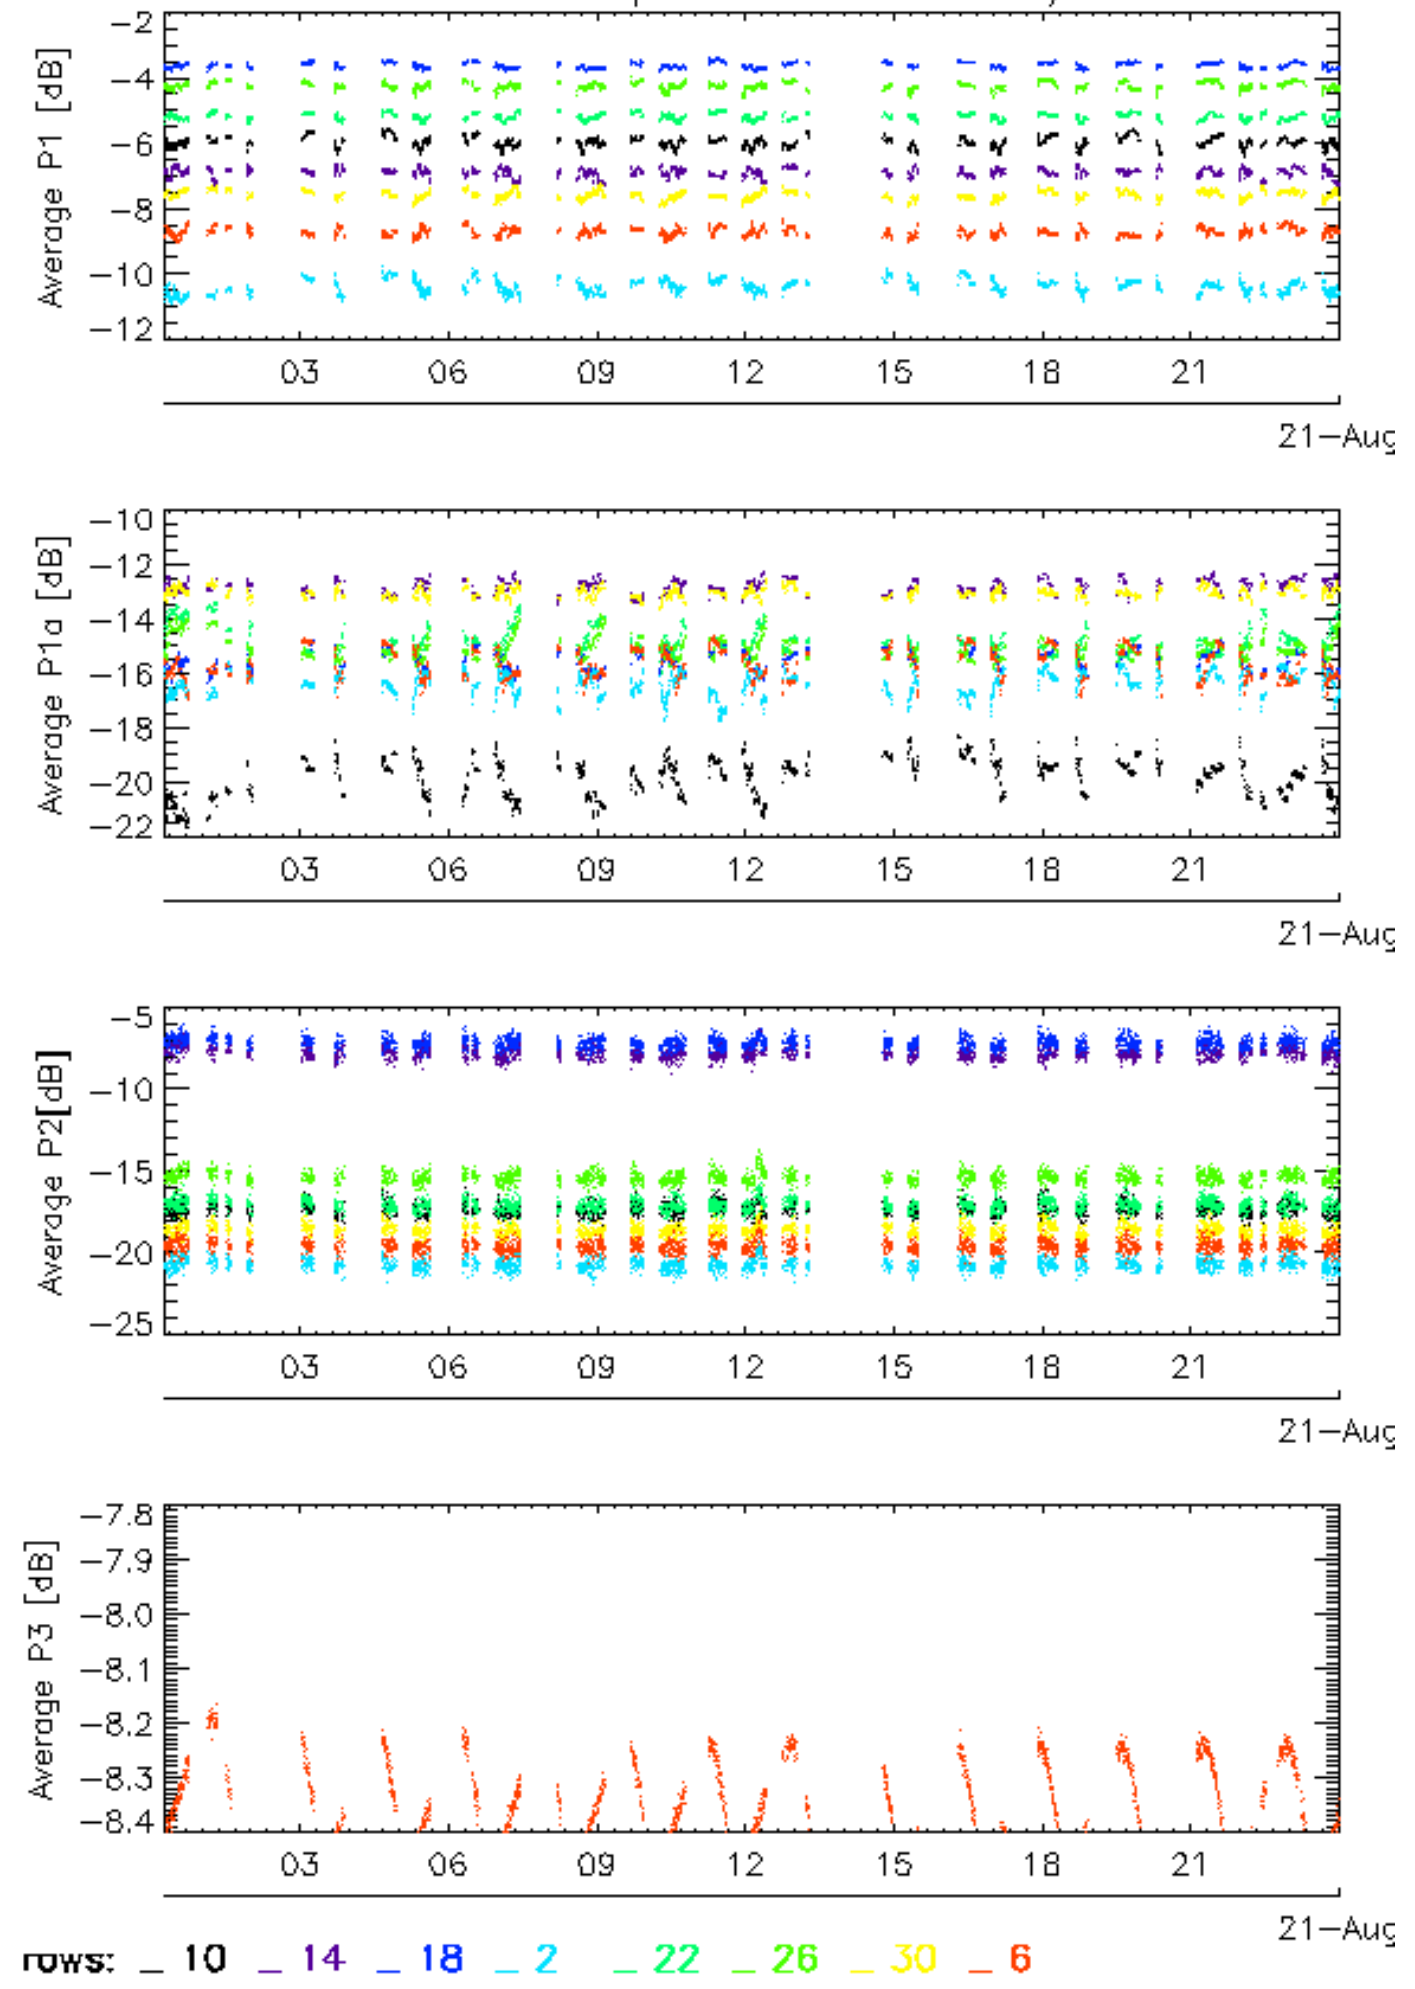 Average P1 [dB]
-2
-4
-6
-8
-10
-12
03 06 09 12 15 18 21
21-Aug
Average P1a [dB]
-10
-12
-14
-16
-18
-20
-22
03 06 09 12 15 18 21
21-Aug
Average P2[dB]
-5
-10
-15
-20
-25
03 06 09 12 15 18 21
21-Aug
Average P3 [dB]
-7.8
-7.9
-8.0
-8.1
-8.2
-8.3
-8.4
03 06 09 12 15 18 21
21-Aug
rows: _ 10 _ 14 _ 18 _ 2 _ 22 _ 26 _ 30 _ 6